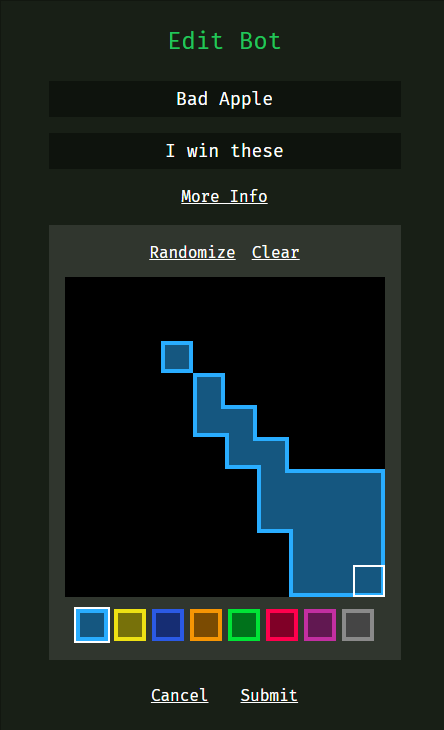 Edit Bot
Bad Apple
I win these
More Info
Randomize Clear
Cancel Submit